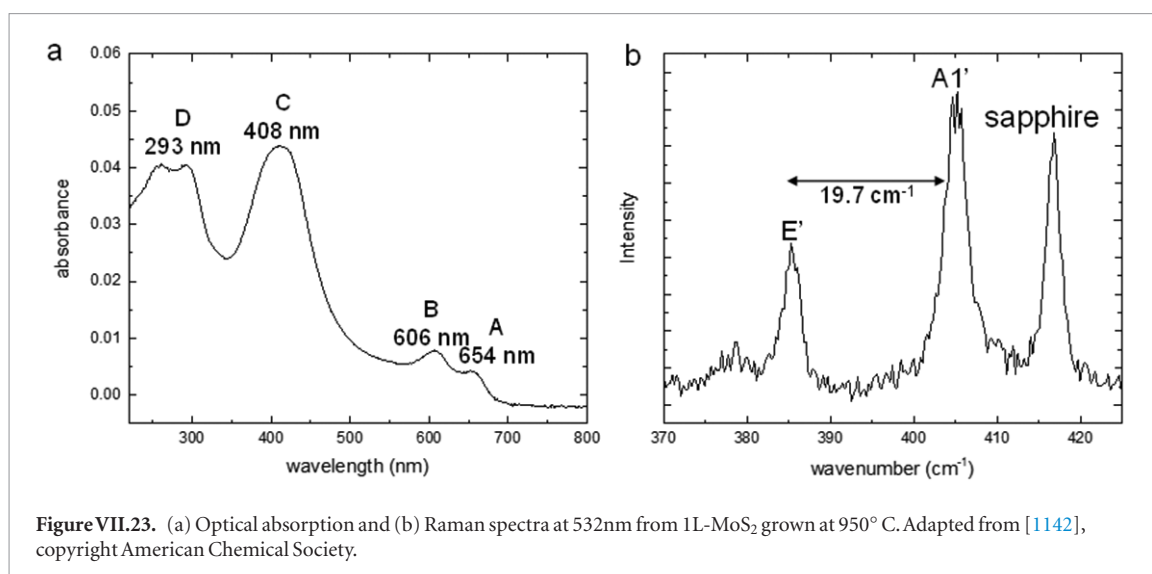 a
0.06
0.05
0.04
0.03
0.02
0.01
0.00
absorbance
D
293 nm
C
408 nm
B
606 nm
A
654 nm
300 400 500 600 700 800
wavelength (nm)
b
Intensity
E’
A1’
sapphire
19.7 cm⁻¹
370 380 390 400 410 420
wavenumber (cm⁻¹)
Figure VII.23. (a) Optical absorption and (b) Raman spectra at 532nm from 1L-MoS₂ grown at 950° C. Adapted from [1142],
copyright American Chemical Society.